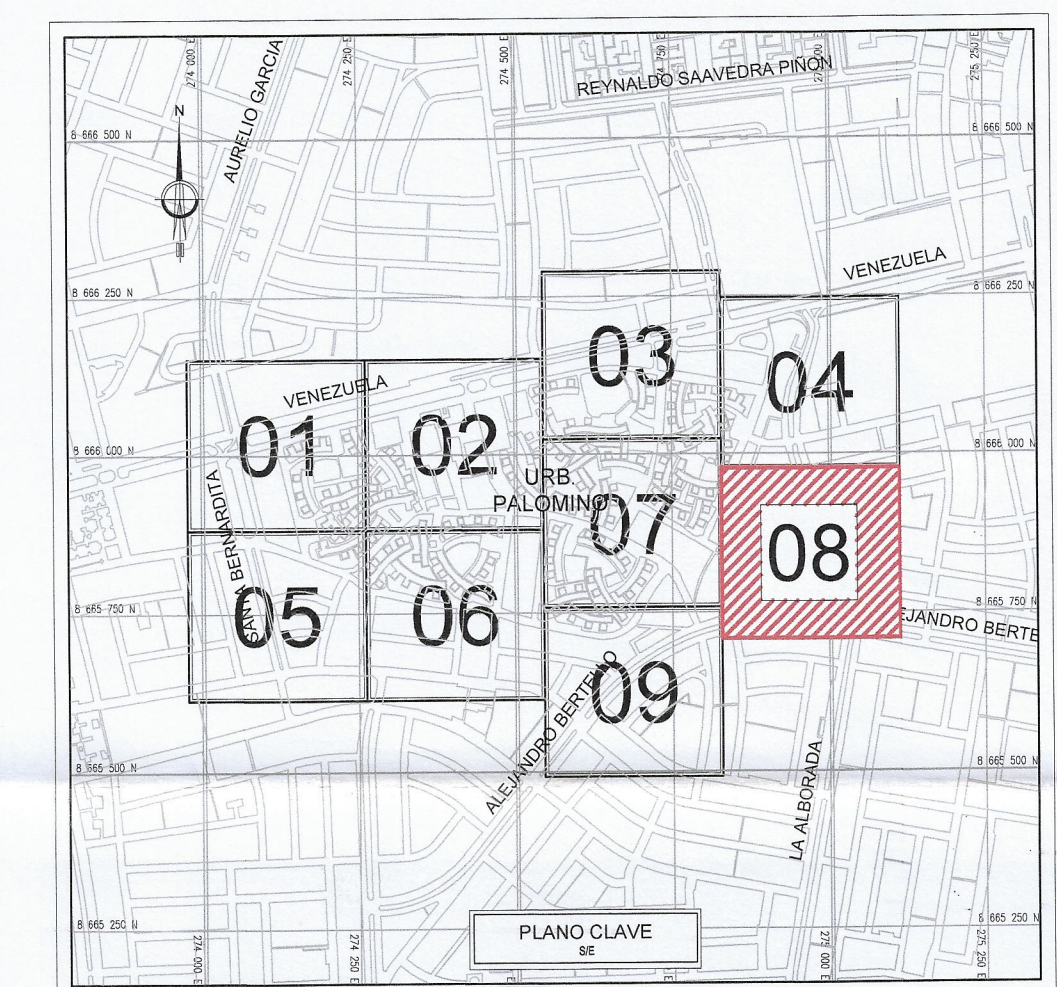 274 000 E
274 250 E
274 500 E
274 750 E
275 250 E
REYNALDO SAAVEDRA PIÑON
AURELIO GARCIA
N
8 666 500 N
8 666 500 N
VENEZUELA
8 666 250 N
8 666 250 N
03
04
VENEZUELA
01
02
8 666 000 N
8 666 000 N
URB.
PALOMINO
07
08
SANTA BERNARDITA
05
06
8 665 750 N
8 665 750 N
EJANDRO BERTE
09
ALEJANDRO BERTELLO
8 665 500 N
8 665 500 N
LA ALBORADA
8 665 250 N
8 665 250 N
PLANO CLAVE
S/E
274 000 E
274 250 E
275 000 E
275 250 E